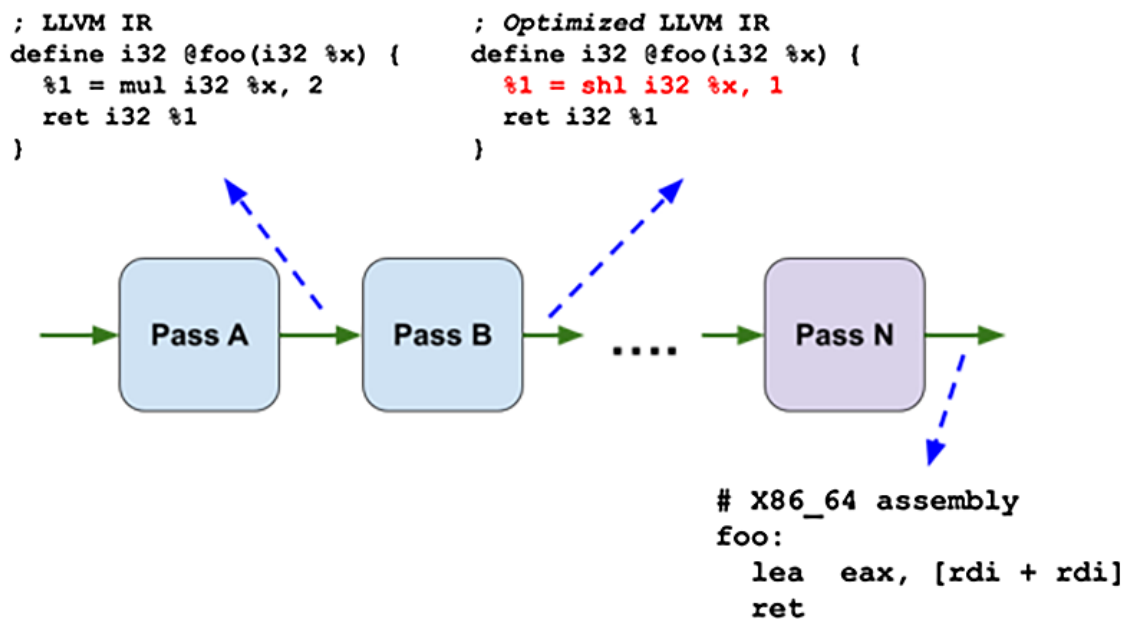 ; LLVM IR
define i32 @foo(i32 %x) {
  %1 = mul i32 %x, 2
  ret i32 %1
}
; Optimized LLVM IR
define i32 @foo(i32 %x) {
  %1 = shl i32 %x, 1
  ret i32 %1
}
Pass A
Pass B
....
Pass N
# X86_64 assembly
foo:
  lea  eax, [rdi + rdi]
  ret